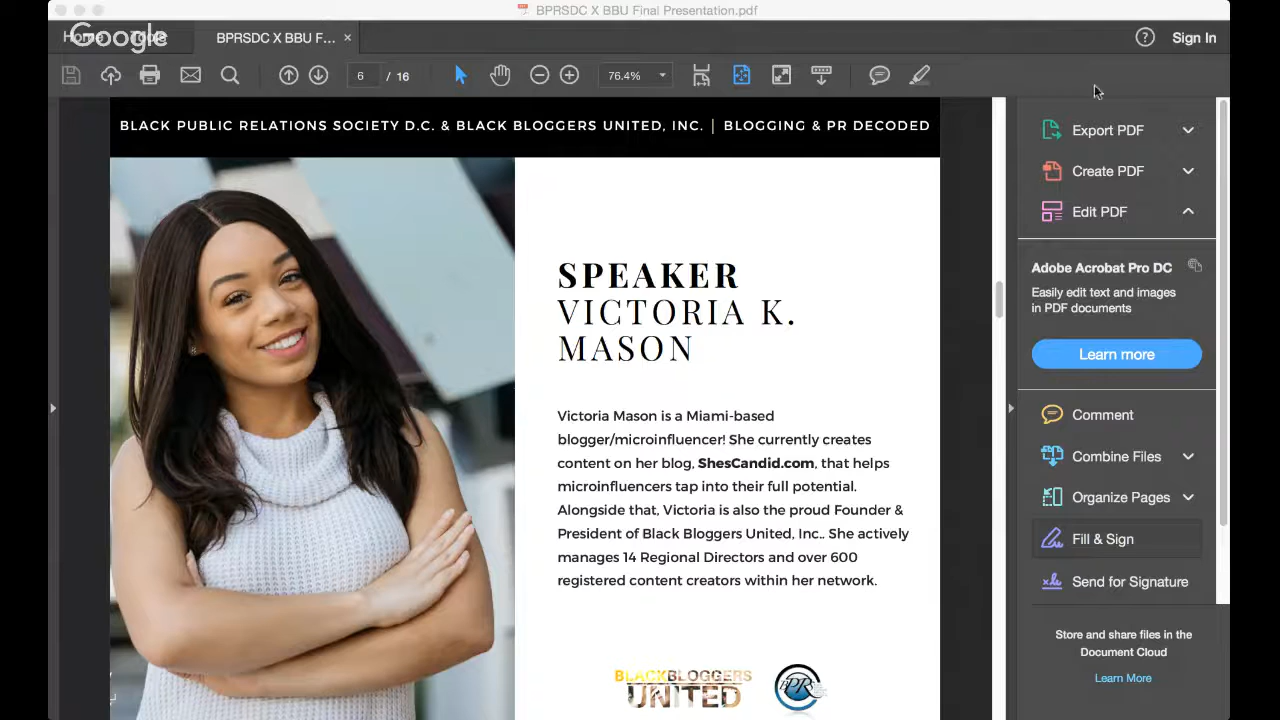 BPRSDC X BBU Final Presentation.pdf
Google
BPRSDC X BBU F... ×
? Sign In
6 / 16
76.4%
BLACK PUBLIC RELATIONS SOCIETY D.C. & BLACK BLOGGERS UNITED, INC. | BLOGGING & PR DECODED
SPEAKER
VICTORIA K.
MASON
Victoria Mason is a Miami-based
blogger/microinfluencer! She currently creates
content on her blog, ShesCandid.com, that helps
microinfluencers tap into their full potential.
Alongside that, Victoria is also the proud Founder &
President of Black Bloggers United, Inc.. She actively
manages 14 Regional Directors and over 600
registered content creators within her network.
BLACKBLOGGERS
UNITED
BPR
Export PDF
Create PDF
Edit PDF
Adobe Acrobat Pro DC
Easily edit text and images
in PDF documents
Learn more
Comment
Combine Files
Organize Pages
Fill & Sign
Send for Signature
Store and share files in the
Document Cloud
Learn More